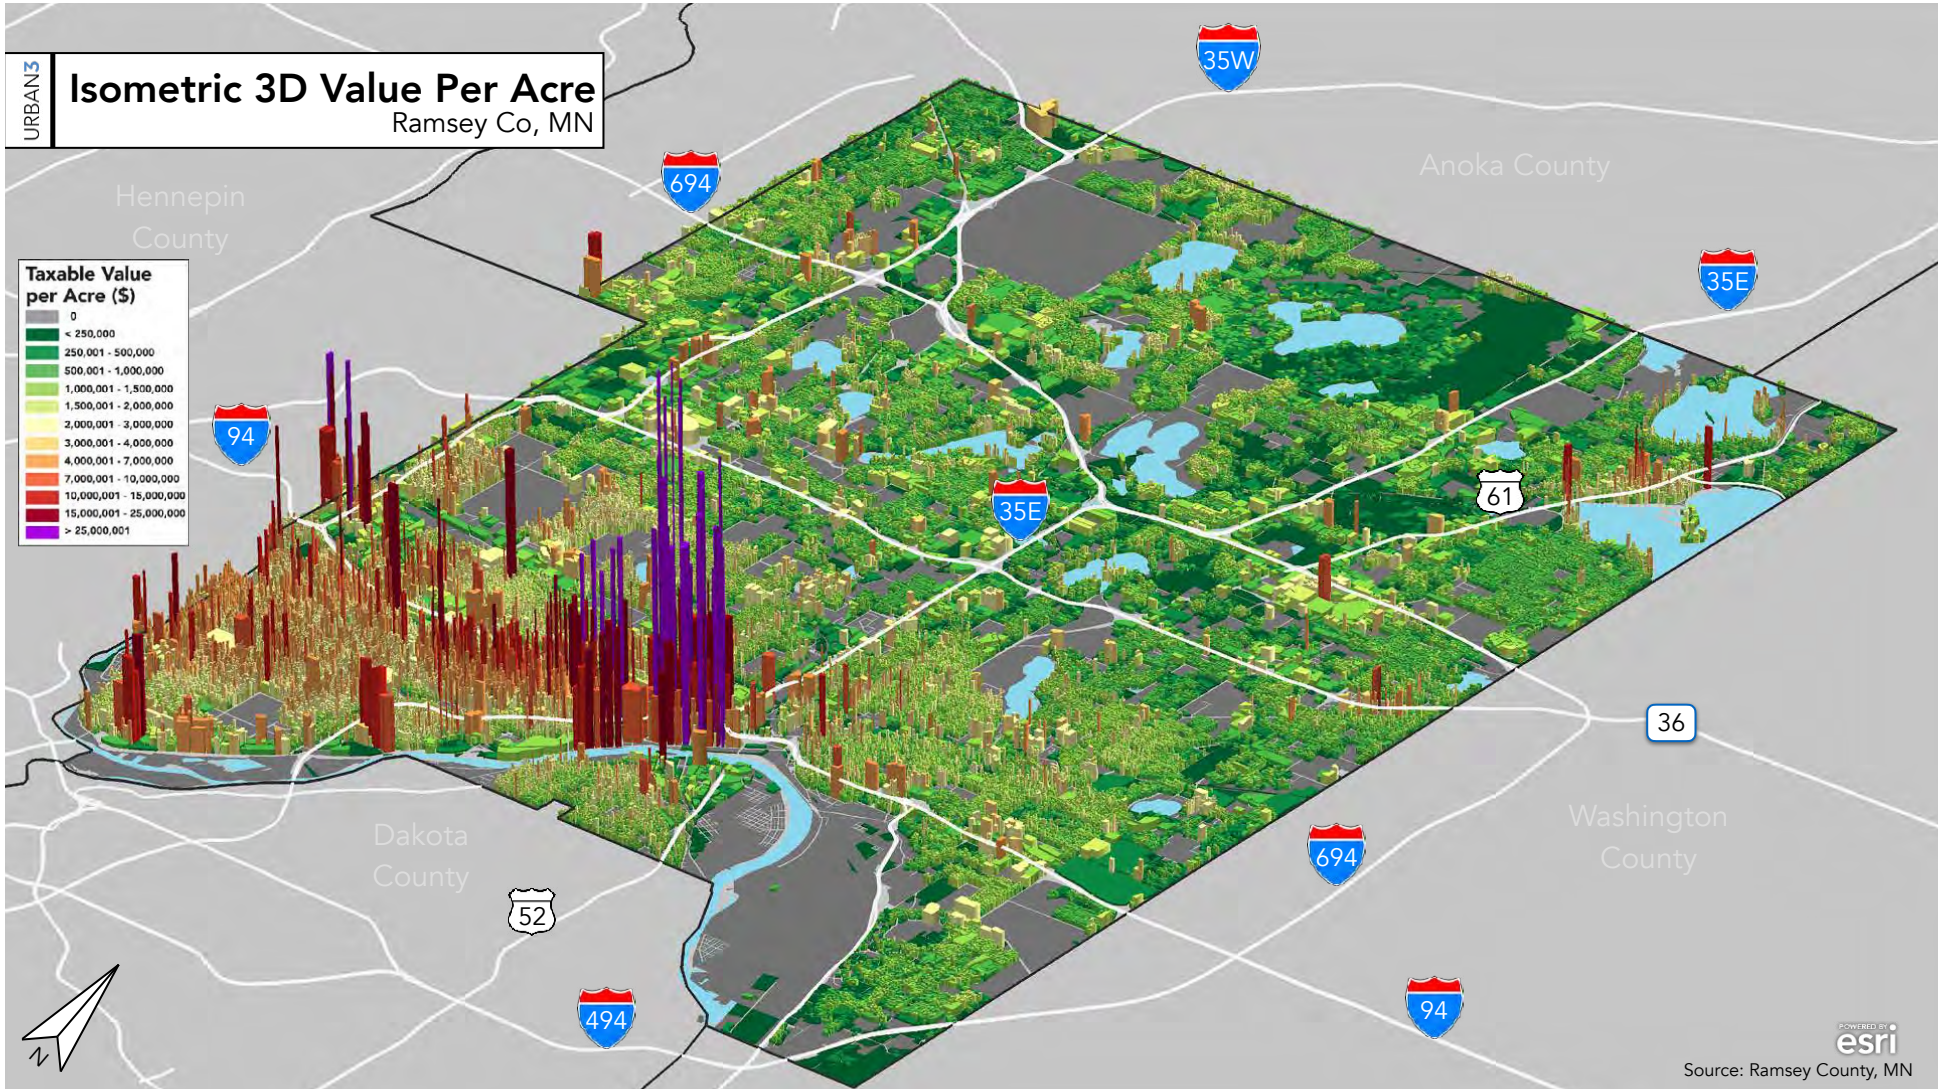 URBAN3
Isometric 3D Value Per Acre
Ramsey Co, MN
35W
694
Anoka County
Hennepin
County
Taxable Value
per Acre ($)
0
< 250,000
250,001 - 500,000
500,001 - 1,000,000
1,000,001 - 1,500,000
1,500,001 - 2,000,000
2,000,001 - 3,000,000
3,000,001 - 4,000,000
4,000,001 - 7,000,000
7,000,001 - 10,000,000
10,000,001 - 15,000,000
15,000,001 - 25,000,000
> 25,000,001
35E
94
61
35E
36
Dakota
County
Washington
County
694
52
494
94
N
POWERED BY
esri
Source: Ramsey County, MN